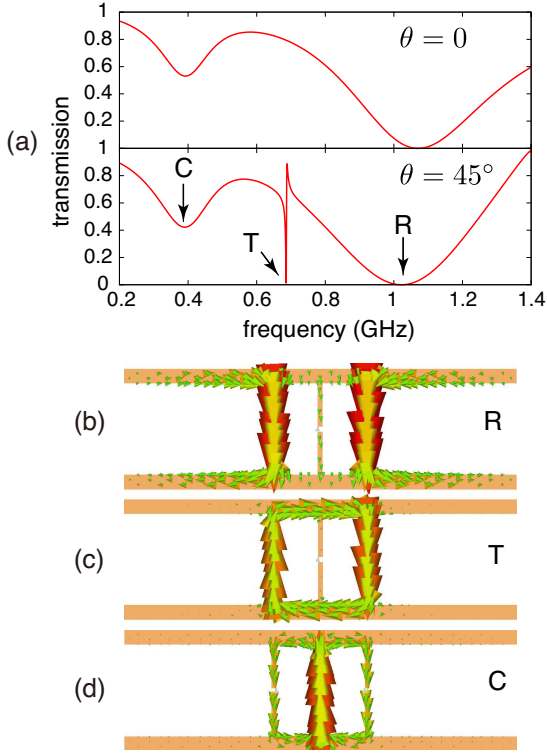 (a)
transmission
1
0.8
0.6
0.4
0.2
θ = 0
1
0.8
0.6
0.4
0.2
0
θ = 45°
C
T
R
0.2 0.4 0.6 0.8 1 1.2 1.4
frequency (GHz)
(b) R
(c) T
(d) C